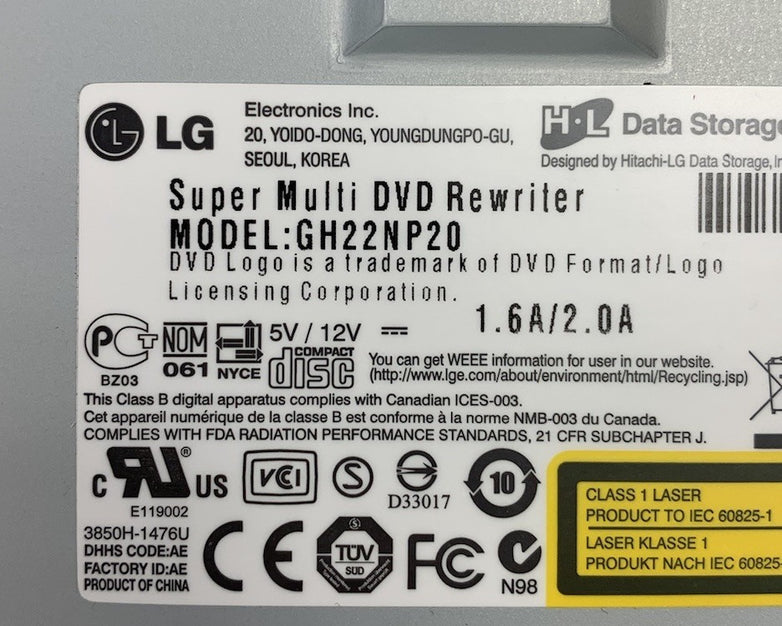 LG
Electronics Inc.
20, YOIDO-DONG, YOUNGDUNGPO-GU,
SEOUL, KOREA
H·L Data Storage
Designed by Hitachi-LG Data Storage, In
Super Multi DVD Rewriter
MODEL:GH22NP20
DVD Logo is a trademark of DVD Format/Logo
Licensing Corporation.
1.6A/2.0A
PCT
BZ03
NOM
061
NYCE
5V / 12V
COMPACT
disc
You can get WEEE information for user in our website.
(http://www.lge.com/about/environment/html/Recycling.jsp)
This Class B digital apparatus complies with Canadian ICES-003.
Cet appareil numérique de la classe B est conforme à la norme NMB-003 du Canada.
COMPLIES WITH FDA RADIATION PERFORMANCE STANDARDS, 21 CFR SUBCHAPTER J.
c RU® US
E119002
VCI
S
D33017
10
3850H-1476U
DHHS CODE:AE
FACTORY ID:AE
PRODUCT OF CHINA
CE
TÜV
SÜD
FC
N98
CLASS 1 LASER
PRODUCT TO IEC 60825-1
LASER KLASSE 1
PRODUKT NACH IEC 60825-